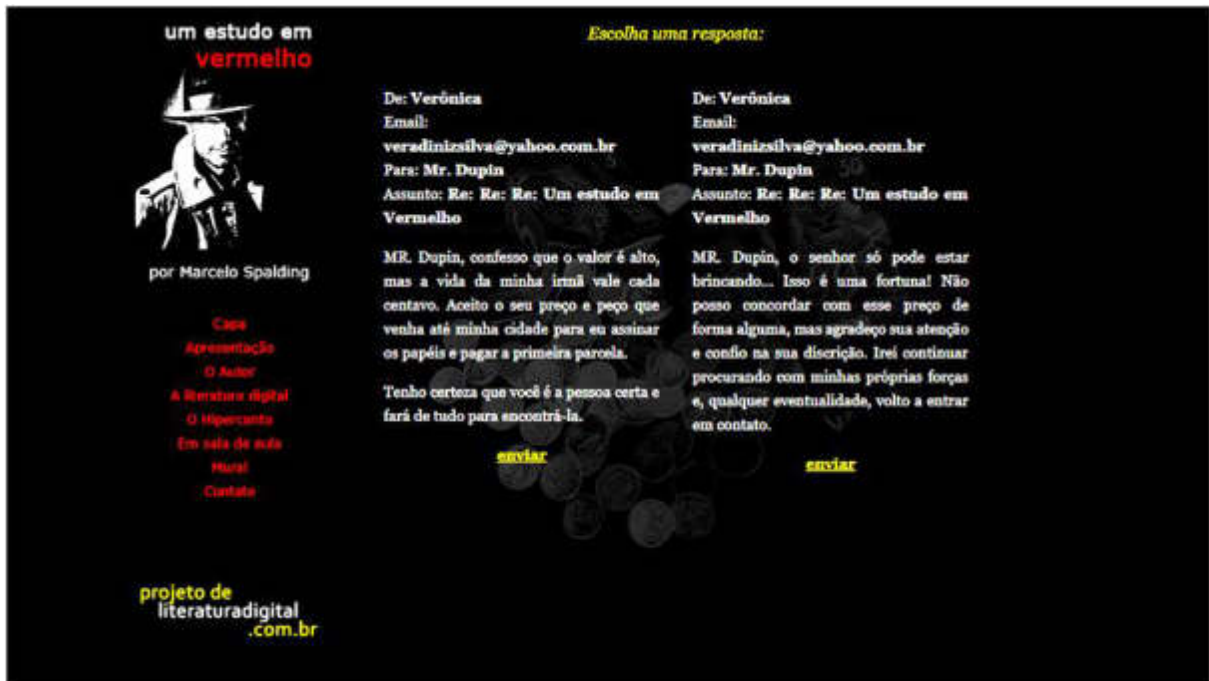 um estudo em
vermelho
por Marcelo Spalding
Capa
Apresentação
O Autor
A literatura digital
O Hiperconto
Em sala de aula
Mural
Contato
projeto de
literaturadigital
.com.br
Escolha uma resposta:
De: Verônica
Email:
veradinizsilva@yahoo.com.br
Para: Mr. Dupin
Assunto: Re: Re: Re: Um estudo em
Vermelho
MR. Dupin, confesso que o valor é alto,
mas a vida da minha irmã vale cada
centavo. Aceito o seu preço e peço que
venha até minha cidade para eu assinar
os papéis e pagar a primeira parcela.
Tenho certeza que você é a pessoa certa e
fará de tudo para encontrá-la.
enviar
De: Verônica
Email:
veradinizsilva@yahoo.com.br
Para: Mr. Dupin
Assunto: Re: Re: Re: Um estudo em
Vermelho
MR. Dupin, o senhor só pode estar
brincando... Isso é uma fortuna! Não
posso concordar com esse preço de
forma alguma, mas agradeço sua atenção
e confio na sua discrição. Irei continuar
procurando com minhas próprias forças
e, qualquer eventualidade, volto a entrar
em contato.
enviar